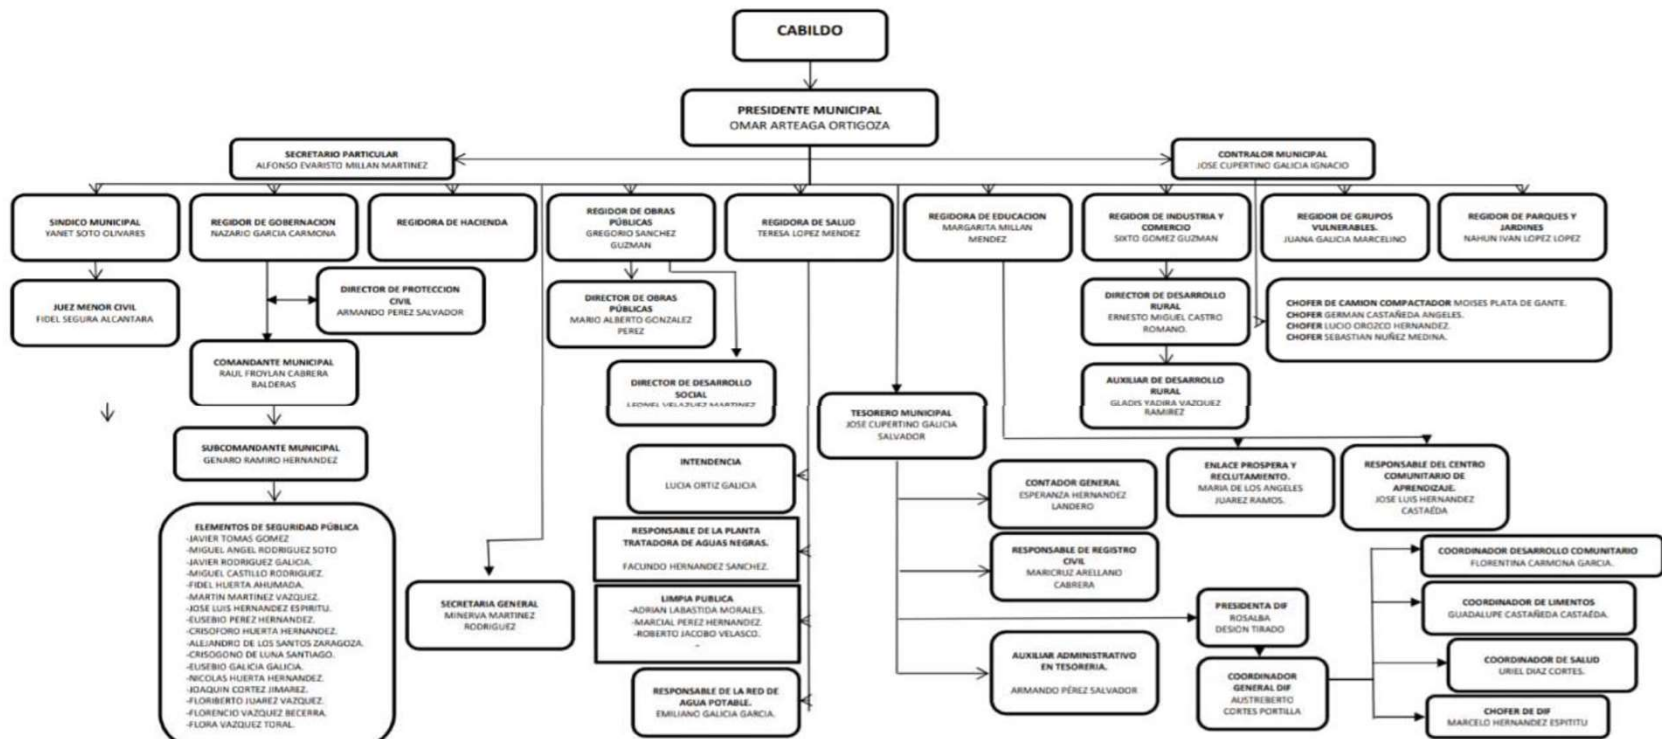 CABILDO
PRESIDENTE MUNICIPAL
OMAR ARTEAGA ORTIGOZA
SECRETARIO PARTICULAR
ALFONSO EVARISTO MILLAN MARTINEZ
CONTRALOR MUNICIPAL
JOSE CUPERTINO GALICIA IGNACIO
SINDICO MUNICIPAL
YANET SOTO OLIVARES
REGIDOR DE GOBERNACION
NAZARIO GARCIA CARMONA
REGIDORA DE HACIENDA
REGIDOR DE OBRAS
PÚBLICAS
GREGORIO SANCHEZ
GUZMAN
REGIDORA DE SALUD
TERESA LOPEZ MENDEZ
REGIDORA DE EDUCACION
MARGARITA MILLAN
MENDEZ
REGIDOR DE INDUSTRIA Y
COMERCIO
SIXTO GOMEZ GUZMAN
REGIDOR DE GRUPOS
VULNERABLES.
JUANA GALICIA MARCELINO
REGIDOR DE PARQUES Y
JARDINES
NAHUN IVAN LOPEZ LOPEZ
JUEZ MENOR CIVIL
FIDEL SEGURA ALCANTARA
DIRECTOR DE PROTECCION
CIVIL
ARMANDO PEREZ SALVADOR
DIRECTOR DE OBRAS
PÚBLICAS
MARIO ALBERTO GONZALEZ
PEREZ
DIRECTOR DE DESARROLLO
RURAL
ERNESTO MIGUEL CASTRO
ROMANO.
CHOFER DE CAMION COMPACTADOR MOISES PLATA DE GANTE.
CHOFER GERMAN CASTAÑEDA ANGELES.
CHOFER LUCIO OROZCO HERNANDEZ.
CHOFER SEBASTIAN NUÑEZ MEDINA.
COMANDANTE MUNICIPAL
RAUL FROYLAN CABRERA
BALDERAS
DIRECTOR DE DESARROLLO
SOCIAL
LEONEL VELAZUEZ MARTINEZ
AUXILIAR DE DESARROLLO
RURAL
GLADIS YADIRA VAZQUEZ
RAMIREZ
TESORERO MUNICIPAL
JOSE CUPERTINO GALICIA
SALVADOR
SUBCOMANDANTE MUNICIPAL
GENARO RAMIRO HERNANDEZ
INTENDENCIA
LUCIA ORTIZ GALICIA
CONTADOR GENERAL
ESPERANZA HERNANDEZ
LANDERO
ENLACE PROSPERA Y
RECLUTAMIENTO.
MARIA DE LOS ANGELES
JUAREZ RAMOS.
RESPONSABLE DEL CENTRO
COMUNITARIO DE
APRENDIZAJE.
JOSE LUIS HERNANDEZ
CASTAÉDA
ELEMENTOS DE SEGURIDAD PÚBLICA
-JAVIER TOMAS GOMEZ
-MIGUEL ANGEL RODRIGUEZ SOTO
-JAVIER RODRIGUEZ GALICIA.
-MIGUEL CASTILLO RODRIGUEZ.
-FIDEL HUERTA AHUMADA.
-MARTIN MARTINEZ VAZQUEZ.
-JOSE LUIS HERNANDEZ ESPIRITU.
-EUSEBIO PEREZ HERNANDEZ.
-CRISOFORO HUERTA HERNANDEZ.
-ALEJANDRO DE LOS SANTOS ZARAGOZA.
-CRISOGONO DE LUNA SANTIAGO.
-EUSEBIO GALICIA GALICIA.
-NICOLAS HUERTA HERNANDEZ.
-JOAQUIN CORTEZ JIMAREZ.
-FLORIBERTO JUAREZ VAZQUEZ.
-FLORENCIO VAZQUEZ BECERRA.
-FLORA VAZQUEZ TORAL.
RESPONSABLE DE LA PLANTA
TRATADORA DE AGUAS NEGRAS.
FACUNDO HERNANDEZ SANCHEZ.
RESPONSABLE DE REGISTRO
CIVIL
MARICRUZ ARELLANO
CABRERA
SECRETARIA GENERAL
MINERVA MARTINEZ
RODRIGUEZ
LIMPIA PUBLICA
-ADRIAN LABASTIDA MORALES.
-MARCIAL PEREZ HERNANDEZ.
-ROBERTO JACOBO VELASCO.
-
PRESIDENTA DIF
ROSALBA
DESION TIRADO
COORDINADOR DESARROLLO COMUNITARIO
FLORENTINA CARMONA GARCIA.
COORDINADOR DE LIMENTOS
GUADALUPE CASTAÑEDA CASTAÉDA.
AUXILIAR ADMINISTRATIVO
EN TESORERIA.
ARMANDO PÉREZ SALVADOR
COORDINADOR
GENERAL DIF
AUSTREBERTO
CORTES PORTILLA
COORDINADOR DE SALUD
URIEL DIAZ CORTES.
RESPONSABLE DE LA RED DE
AGUA POTABLE.
EMILIANO GALICIA GARCIA.
CHOFER DE DIF
MARCELO HERNANDEZ ESPITITU